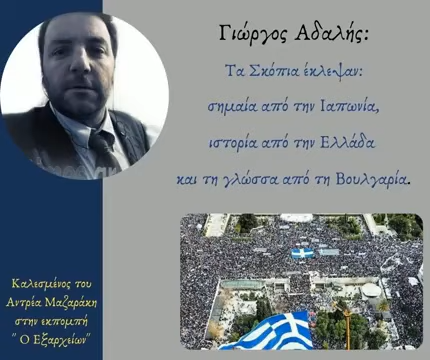 Γιώργος Αδαλής:
Τα Σκόπια έκλεψαν:
σημαία από την Ιαπωνία,
ιστορία από την Ελλάδα
και τη γλώσσα από τη Βουλγαρία.
Καλεσμένος του
Αντρέα Μαζαράκη
στην εκπομπή
" Ο Εξαρχείων"